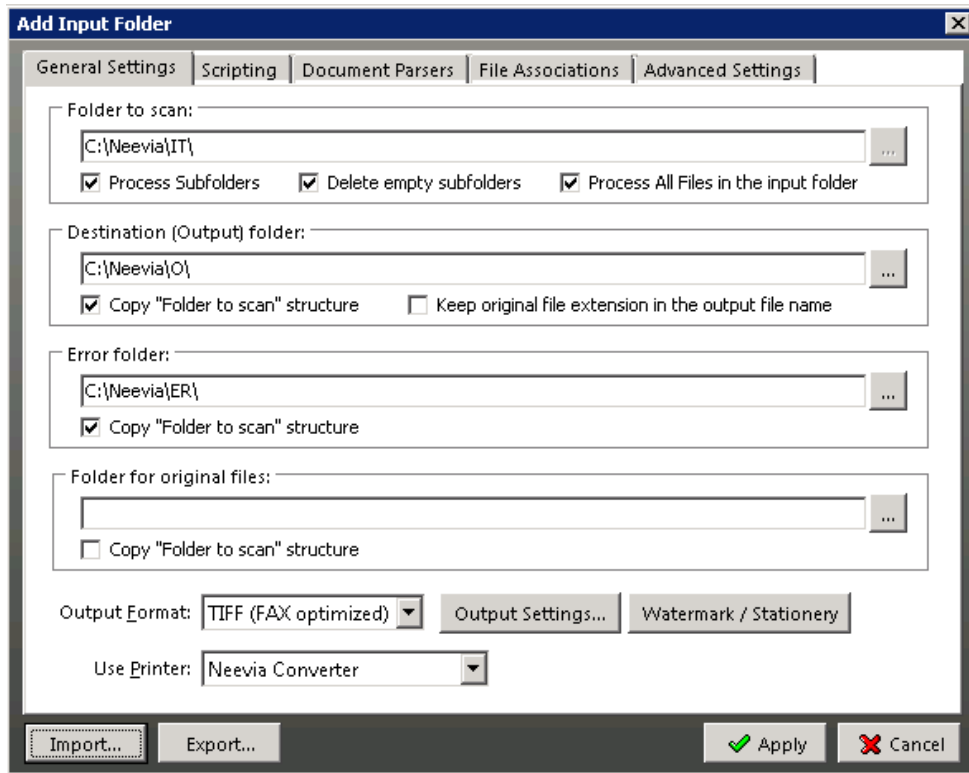 Add Input Folder
General Settings Scripting Document Parsers File Associations Advanced Settings
Folder to scan:
C:\Neevia\IT\ ...
Process Subfolders Delete empty subfolders Process All Files in the input folder
Destination (Output) folder:
C:\Neevia\O\ ...
Copy "Folder to scan" structure Keep original file extension in the output file name
Error folder:
C:\Neevia\ER\ ...
Copy "Folder to scan" structure
Folder for original files:
...
Copy "Folder to scan" structure
Output Format: TIFF (FAX optimized) Output Settings... Watermark / Stationery
Use Printer: Neevia Converter
Import... Export... Apply Cancel